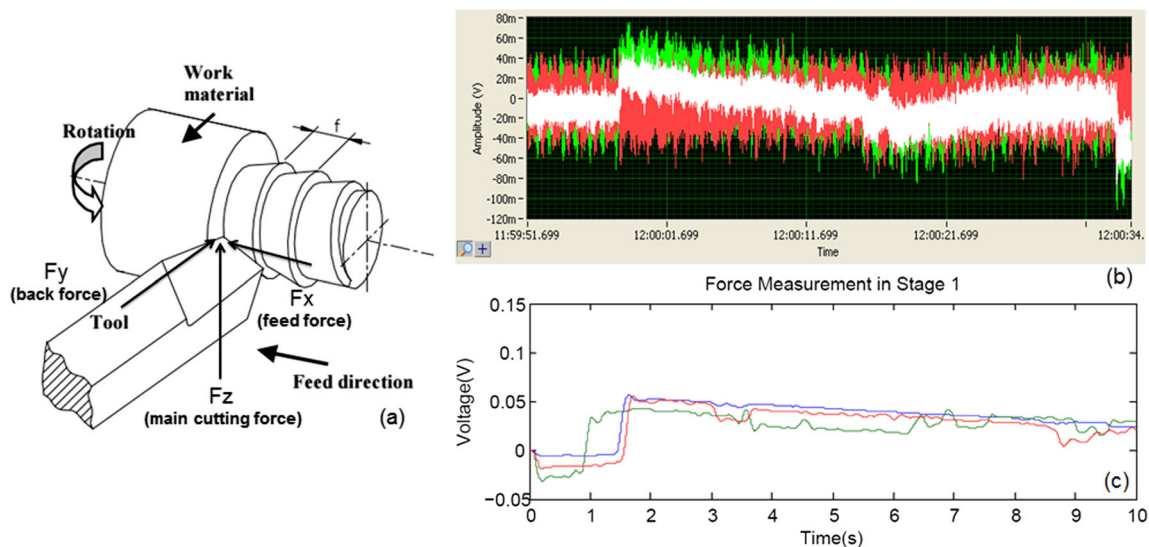 Work
material
Rotation
f
Fy
(back force)
Tool
Fx
(feed force)
Feed direction
Fz
(main cutting force)
(a)
80m
60m
40m
20m
0
-20m
-40m
-60m
-80m
-100m
-120m
Amplitude (V)
11:59:51.699
12:00:01.699
12:00:11.699
12:00:21.699
12:00:34.
Time
(b)
Force Measurement in Stage 1
0.15
0.1
0.05
0
−0.05
Voltage(V)
0 1 2 3 4 5 6 7 8 9 10
Time(s)
(c)